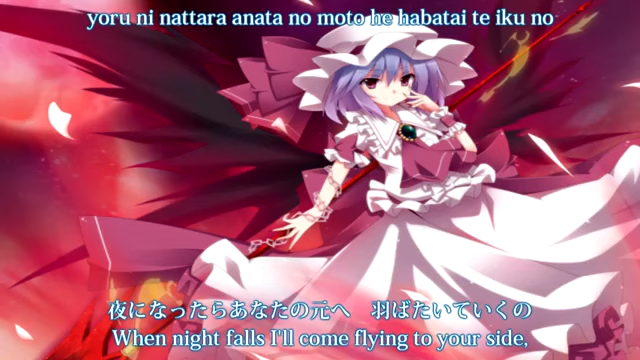 yoru ni nattara anata no moto he habatai te iku no
夜になったらあなたの元へ　羽ばたいていくの
When night falls I'll come flying to your side,